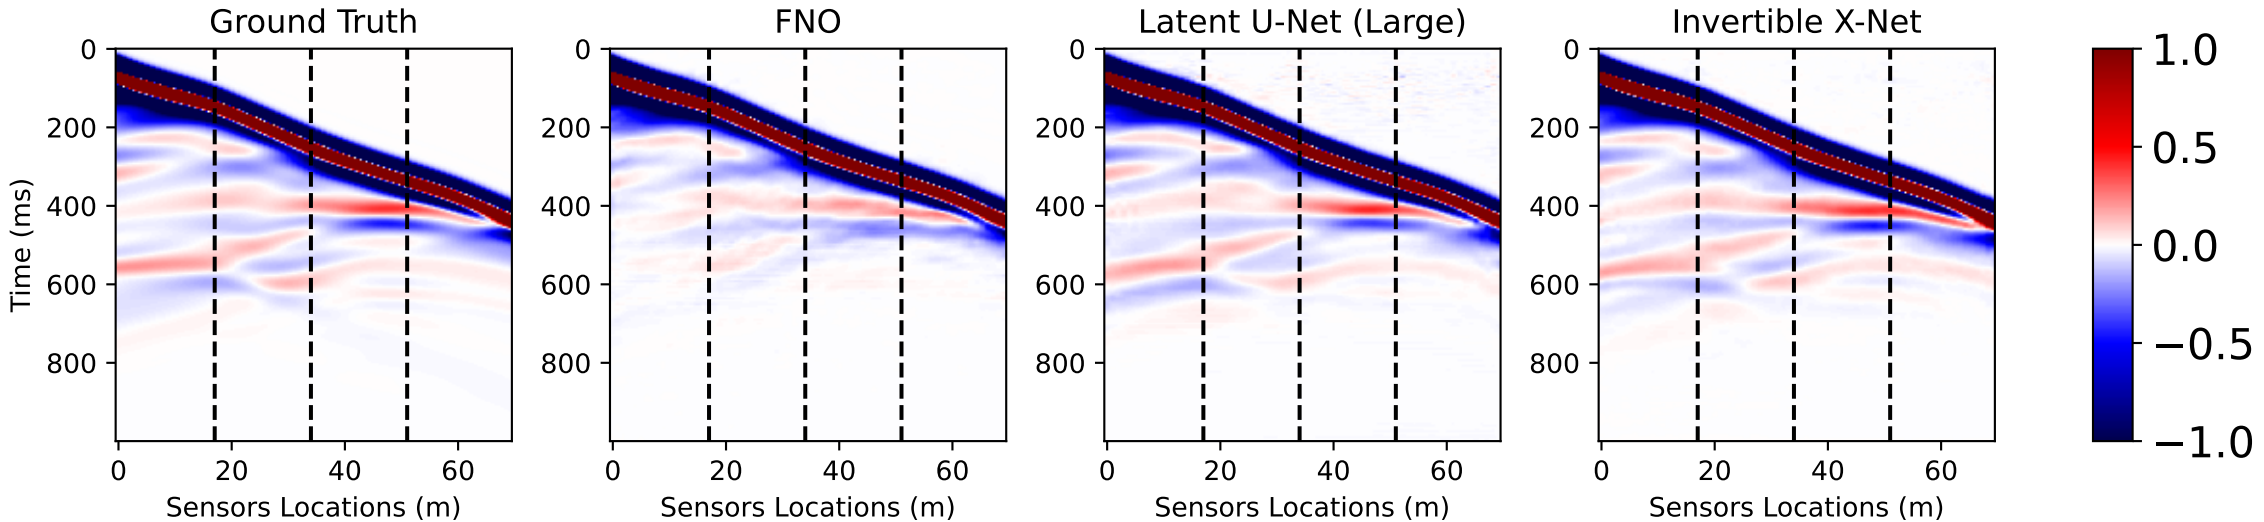 Ground Truth
FNO
Latent U-Net (Large)
Invertible X-Net
0
200
400
600
800
Time (ms)
0 20 40 60
Sensors Locations (m)
0
200
400
600
800
0 20 40 60
Sensors Locations (m)
0
200
400
600
800
0 20 40 60
Sensors Locations (m)
0
200
400
600
800
0 20 40 60
Sensors Locations (m)
1.0
0.5
0.0
−0.5
−1.0